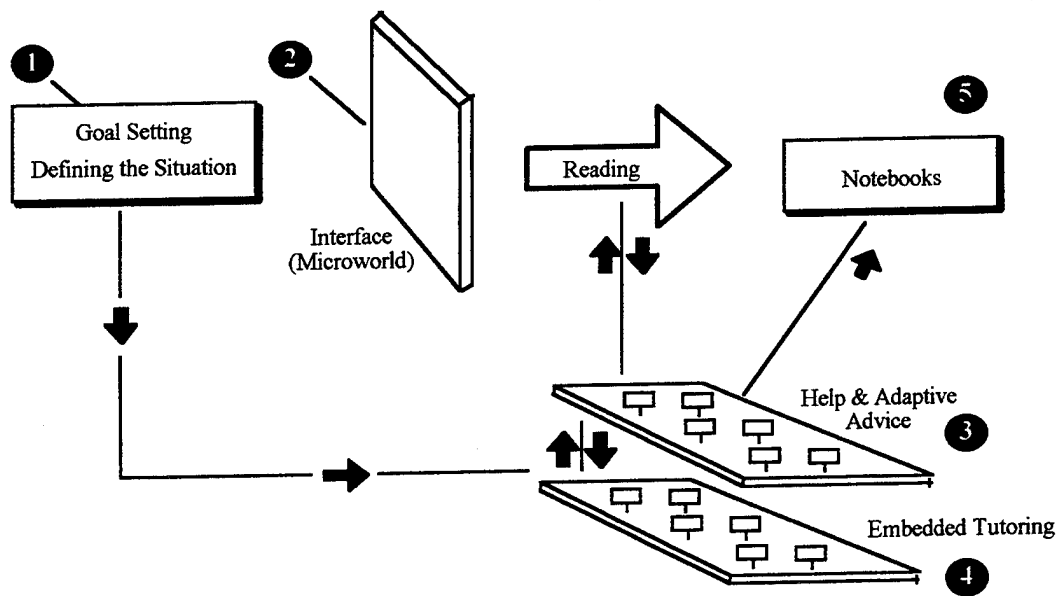 1
Goal Setting
Defining the Situation
2
Interface
(Microworld)
Reading
5
Notebooks
Help & Adaptive
Advice
3
Embedded Tutoring
4